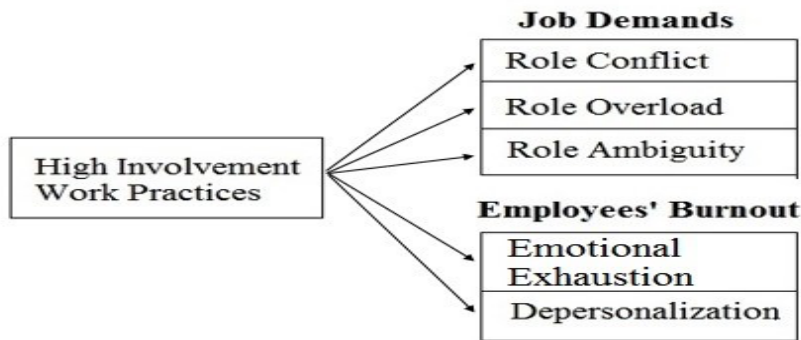 Job Demands
Role Conflict
Role Overload
Role Ambiguity
High Involvement
Work Practices
Employees' Burnout
Emotional
Exhaustion
Depersonalization